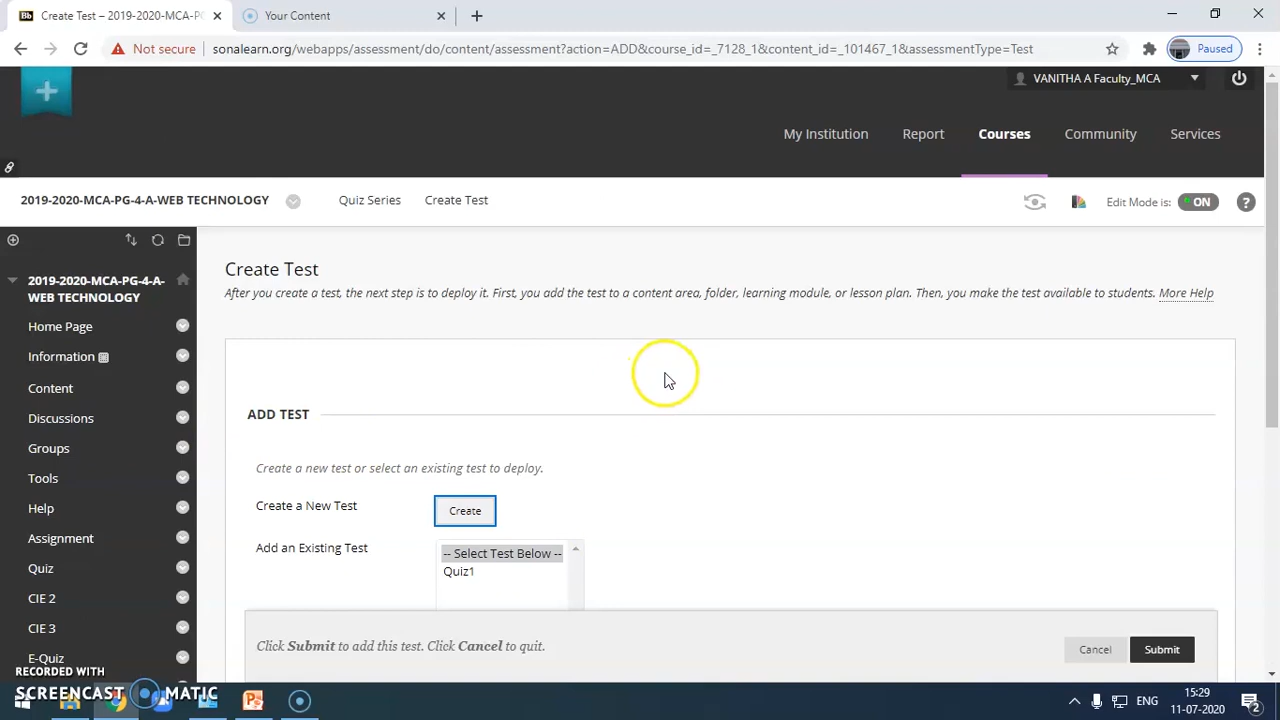 Create Test – 2019-2020-MCA-PG
Your Content
Not secure
sonalearn.org/webapps/assessment/do/content/assessment?action=ADD&course_id=_7128_1&content_id=_101467_1&assessmentType=Test
Paused
VANITHA A Faculty_MCA
My Institution
Report
Courses
Community
Services
2019-2020-MCA-PG-4-A-WEB TECHNOLOGY
Quiz Series
Create Test
Edit Mode is:
ON
?
2019-2020-MCA-PG-4-A-
WEB TECHNOLOGY
Home Page
Information
Content
Discussions
Groups
Tools
Help
Assignment
Quiz
CIE 2
CIE 3
E-Quiz
Create Test
After you create a test, the next step is to deploy it. First, you add the test to a content area, folder, learning module, or lesson plan. Then, you make the test available to students. More Help
ADD TEST
Create a new test or select an existing test to deploy.
Create a New Test
Create
Add an Existing Test
-- Select Test Below --
Quiz1
Click Submit to add this test. Click Cancel to quit.
Cancel
Submit
RECORDED WITH
SCREENCAST MATIC
ENG
15:29
11-07-2020
2